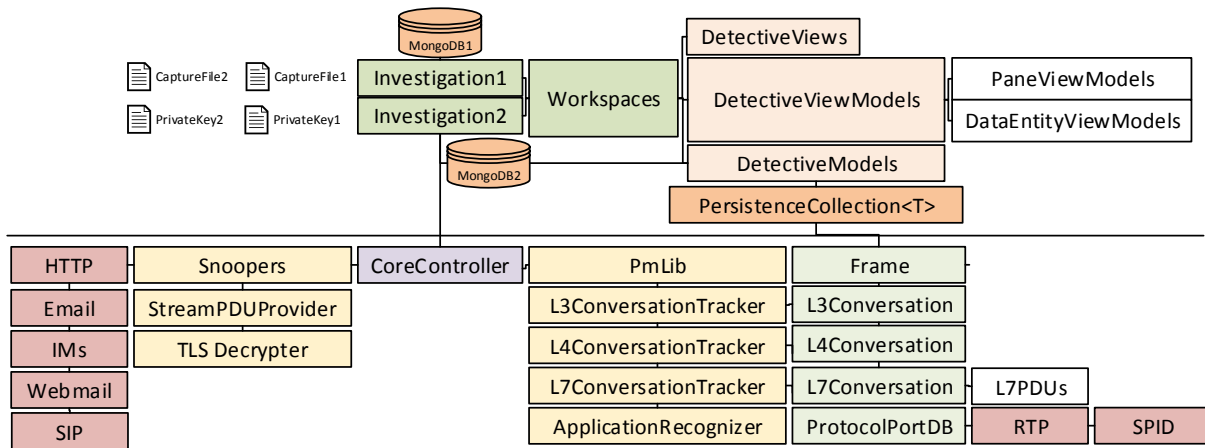 MongoDB1
DetectiveViews
CaptureFile2 CaptureFile1
Investigation1
Workspaces
DetectiveViewModels
PaneViewModels
PrivateKey2 PrivateKey1
Investigation2
DataEntityViewModels
MongoDB2
DetectiveModels
PersistenceCollection<T>
HTTP Snoopers CoreController PmLib Frame
Email StreamPDUProvider L3ConversationTracker L3Conversation
IMs TLS Decrypter L4ConversationTracker L4Conversation
Webmail L7ConversationTracker L7Conversation L7PDUs
SIP ApplicationRecognizer ProtocolPortDB RTP SPID